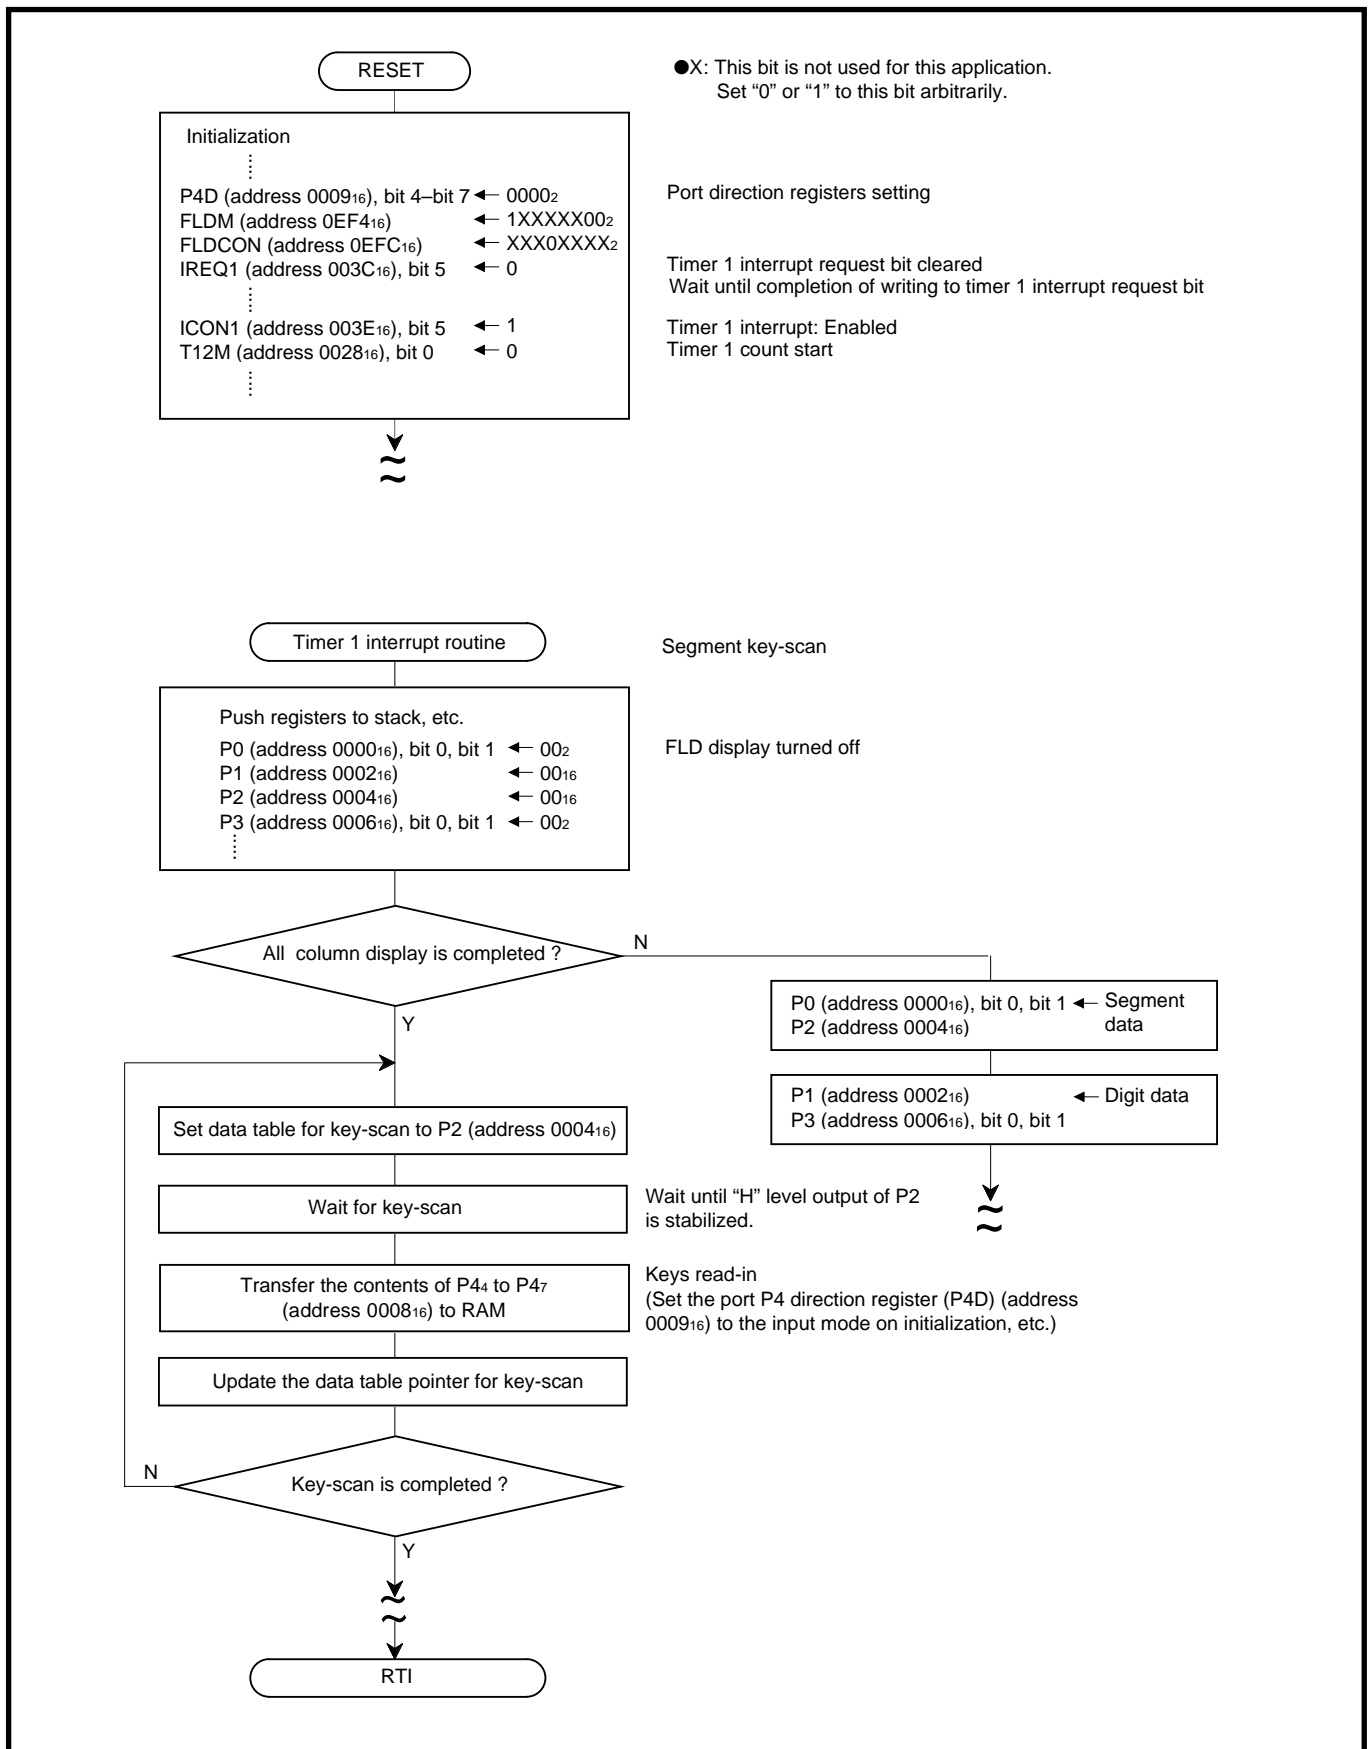 RESET
●X: This bit is not used for this application.
Set “0” or “1” to this bit arbitrarily.
Initialization
P4D (address 0009₁₆), bit 4–bit 7 ← 0000₂
Port direction registers setting
FLDM (address 0EF4₁₆) ← 1XXXXX00₂
FLDCON (address 0EFC₁₆) ← XXX0XXXX₂
IREQ1 (address 003C₁₆), bit 5 ← 0
Timer 1 interrupt request bit cleared
Wait until completion of writing to timer 1 interrupt request bit
ICON1 (address 003E₁₆), bit 5 ← 1
Timer 1 interrupt: Enabled
T12M (address 0028₁₆), bit 0 ← 0
Timer 1 count start
Timer 1 interrupt routine
Segment key-scan
Push registers to stack, etc.
P0 (address 0000₁₆), bit 0, bit 1 ← 00₂
FLD display turned off
P1 (address 0002₁₆) ← 00₁₆
P2 (address 0004₁₆) ← 00₁₆
P3 (address 0006₁₆), bit 0, bit 1 ← 00₂
All column display is completed ?
N
P0 (address 0000₁₆), bit 0, bit 1 ← Segment
P2 (address 0004₁₆) data
Y
P1 (address 0002₁₆) ← Digit data
P3 (address 0006₁₆), bit 0, bit 1
Set data table for key-scan to P2 (address 0004₁₆)
Wait for key-scan
Wait until “H” level output of P2
is stabilized.
Transfer the contents of P4₄ to P4₇
(address 0008₁₆) to RAM
Keys read-in
(Set the port P4 direction register (P4D) (address
0009₁₆) to the input mode on initialization, etc.)
Update the data table pointer for key-scan
N
Key-scan is completed ?
Y
RTI